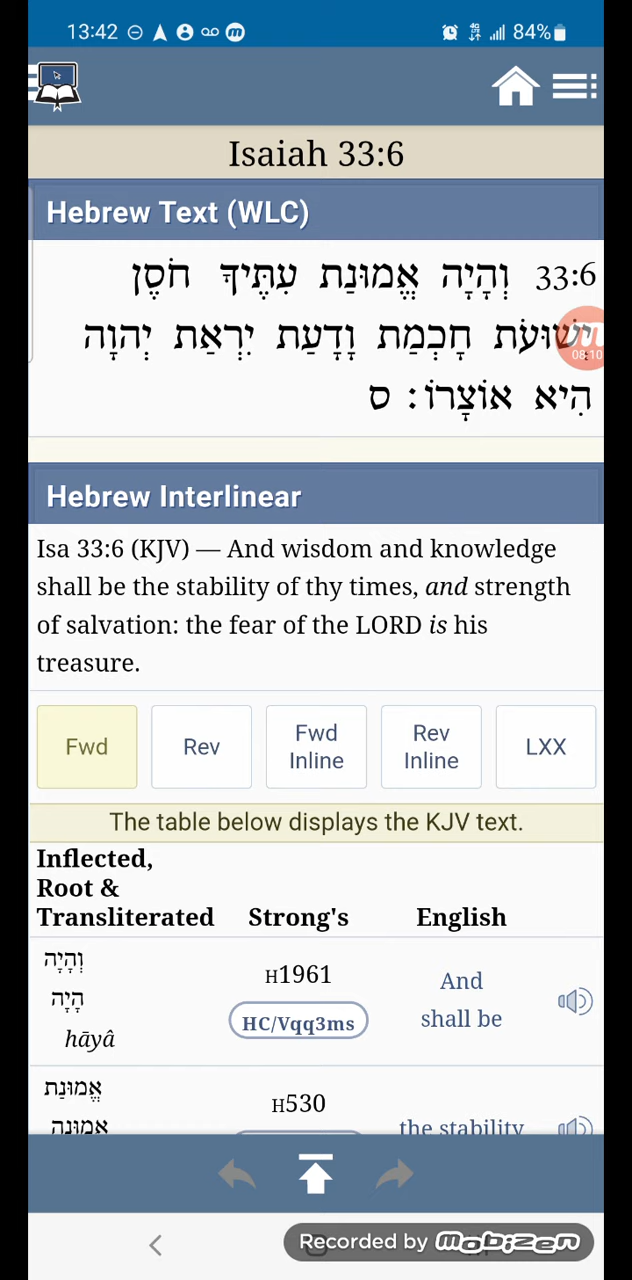 13:42 84%
Isaiah 33:6
Hebrew Text (WLC)
33:6 וְהָיָה אֱמוּנַת עִתֶּיךָ חֹסֶן
יְשׁוּעֹת חָכְמַת וָדָעַת יִרְאַת יְהוָה
הִיא אוֹצָרוֹ׃ ס
08:10
Hebrew Interlinear
Isa 33:6 (KJV) — And wisdom and knowledge
shall be the stability of thy times, and strength
of salvation: the fear of the LORD is his
treasure.
Fwd
Rev
Fwd
Inline
Rev
Inline
LXX
The table below displays the KJV text.
Inflected,
Root &
Transliterated Strong's English
וְהָיָה
הָיָה
hāyâ
H1961
HC/Vqq3ms
And
shall be
אֱמוּנַת
אֱמוּנָה
H530
the stability
Recorded by mobizen